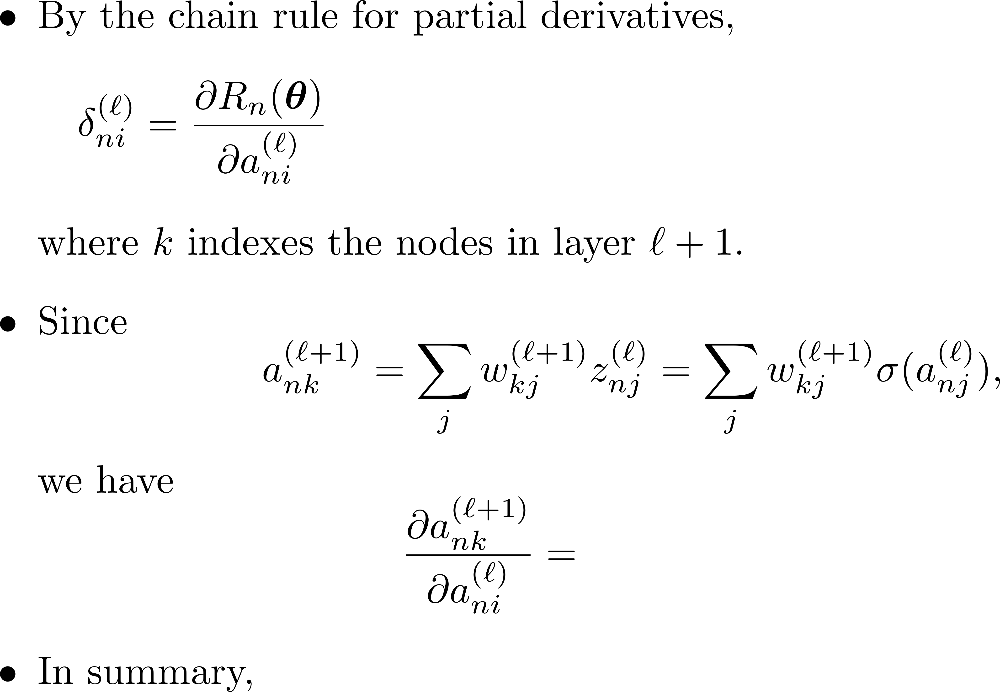 • By the chain rule for partial derivatives,
$\delta_{ni}^{(\ell)} = \frac{\partial R_n(\boldsymbol{\theta})}{\partial a_{ni}^{(\ell)}}$
where $k$ indexes the nodes in layer $\ell + 1$.
• Since
$a_{nk}^{(\ell+1)} = \sum_j w_{kj}^{(\ell+1)} z_{nj}^{(\ell)} = \sum_j w_{kj}^{(\ell+1)} \sigma(a_{nj}^{(\ell)}),$
we have
$\frac{\partial a_{nk}^{(\ell+1)}}{\partial a_{ni}^{(\ell)}} =$
• In summary,